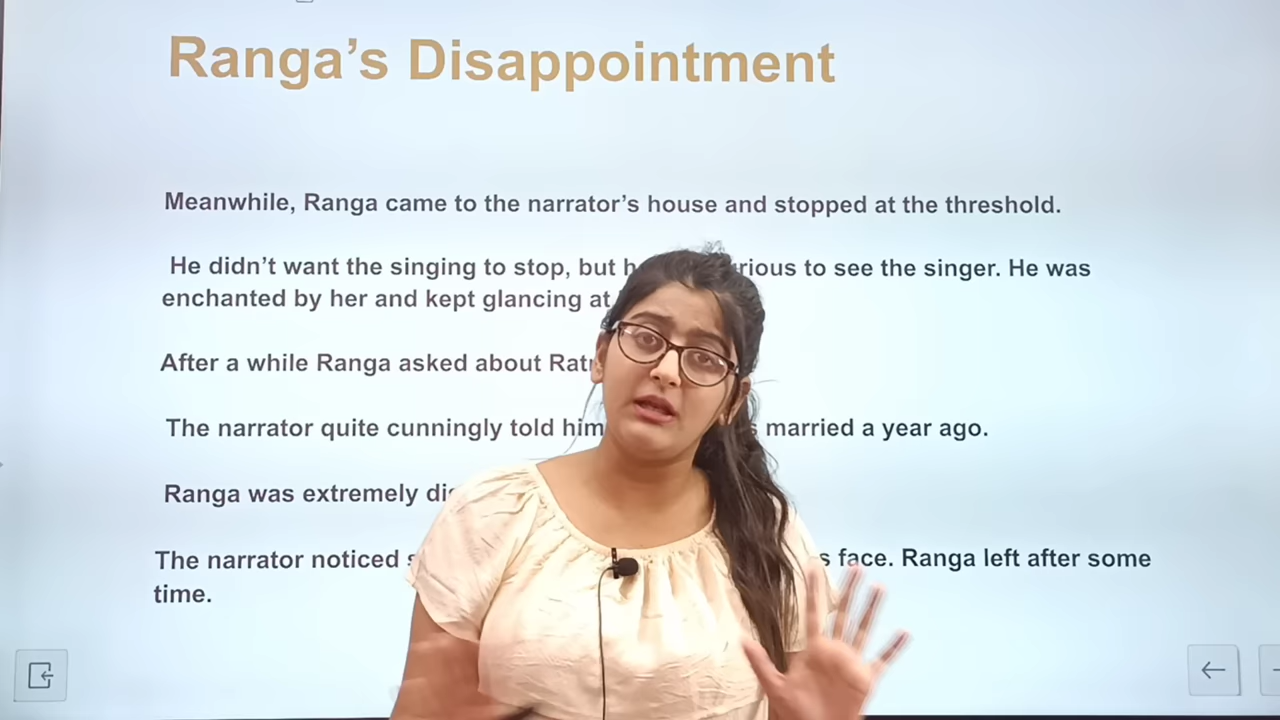 Ranga's Disappointment
Meanwhile, Ranga came to the narrator's house and stopped at the threshold.
He didn't want the singing to stop, but to see the singer. He was
enchanted by her and kept glancing at
After a while Ranga asked about
The narrator quite cunningly told him married a year ago.
Ranga was extremely
The narrator noticed face. Ranga left after some
time.